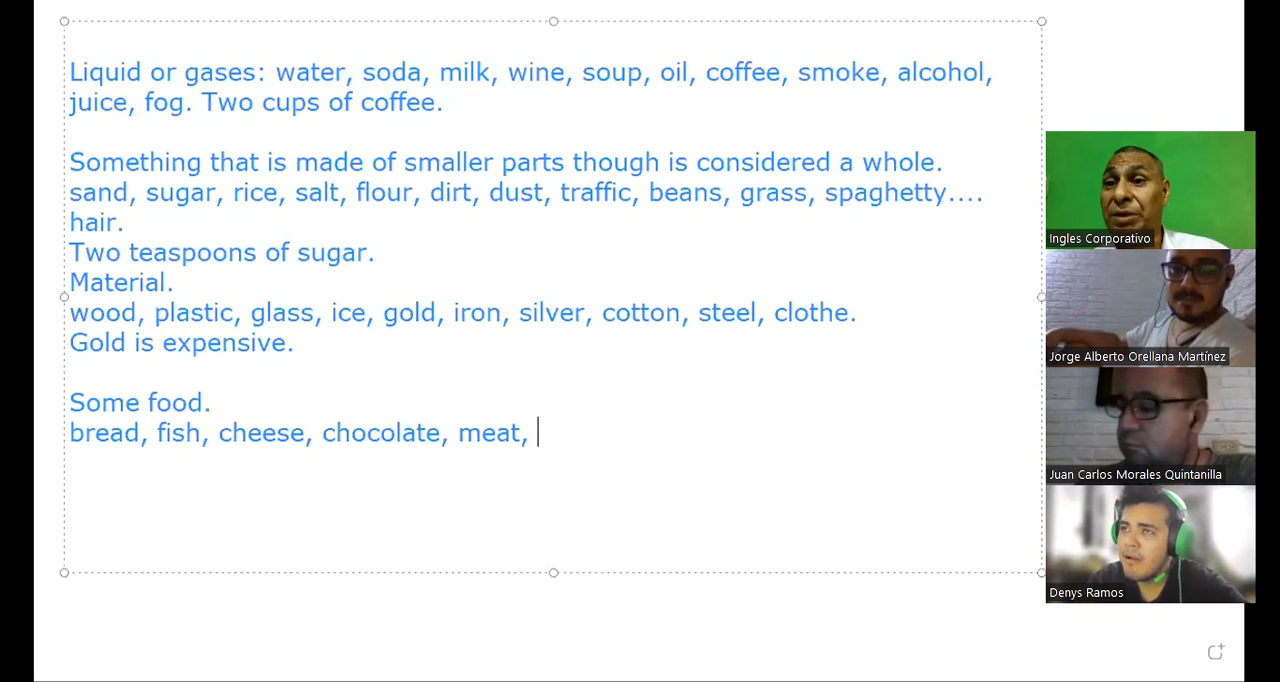 Liquid or gases: water, soda, milk, wine, soup, oil, coffee, smoke, alcohol,
juice, fog. Two cups of coffee.
Something that is made of smaller parts though is considered a whole.
sand, sugar, rice, salt, flour, dirt, dust, traffic, beans, grass, spaghetty....
hair.
Two teaspoons of sugar.
Material.
wood, plastic, glass, ice, gold, iron, silver, cotton, steel, clothe.
Gold is expensive.
Some food.
bread, fish, cheese, chocolate, meat,
Ingles Corporativo
Jorge Alberto Orellana Martínez
Juan Carlos Morales Quintanilla
Denys Ramos